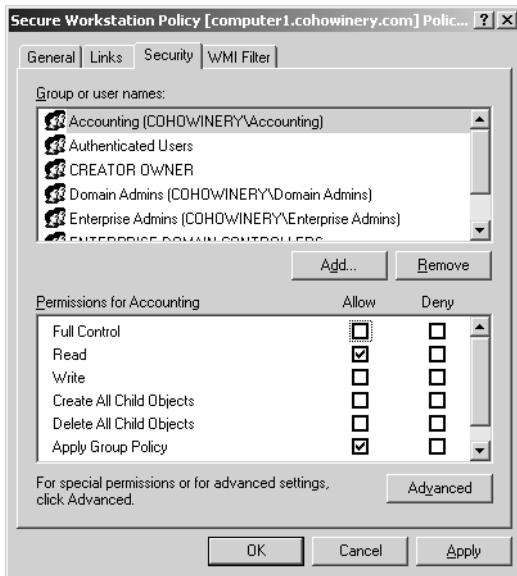 Secure Workstation Policy [computer1.cohowinery.com] Polic... ? X
General Links Security WMI Filter
Group or user names:
Accounting (COHOWINERY\Accounting)
Authenticated Users
CREATOR OWNER
Domain Admins (COHOWINERY\Domain Admins)
Enterprise Admins (COHOWINERY\Enterprise Admins)
ENTERPRISE DOMAIN CONTROLLERS
Add... Remove
Permissions for Accounting Allow Deny
Full Control
Read
Write
Create All Child Objects
Delete All Child Objects
Apply Group Policy
For special permissions or for advanced settings,
click Advanced.
Advanced
OK Cancel Apply